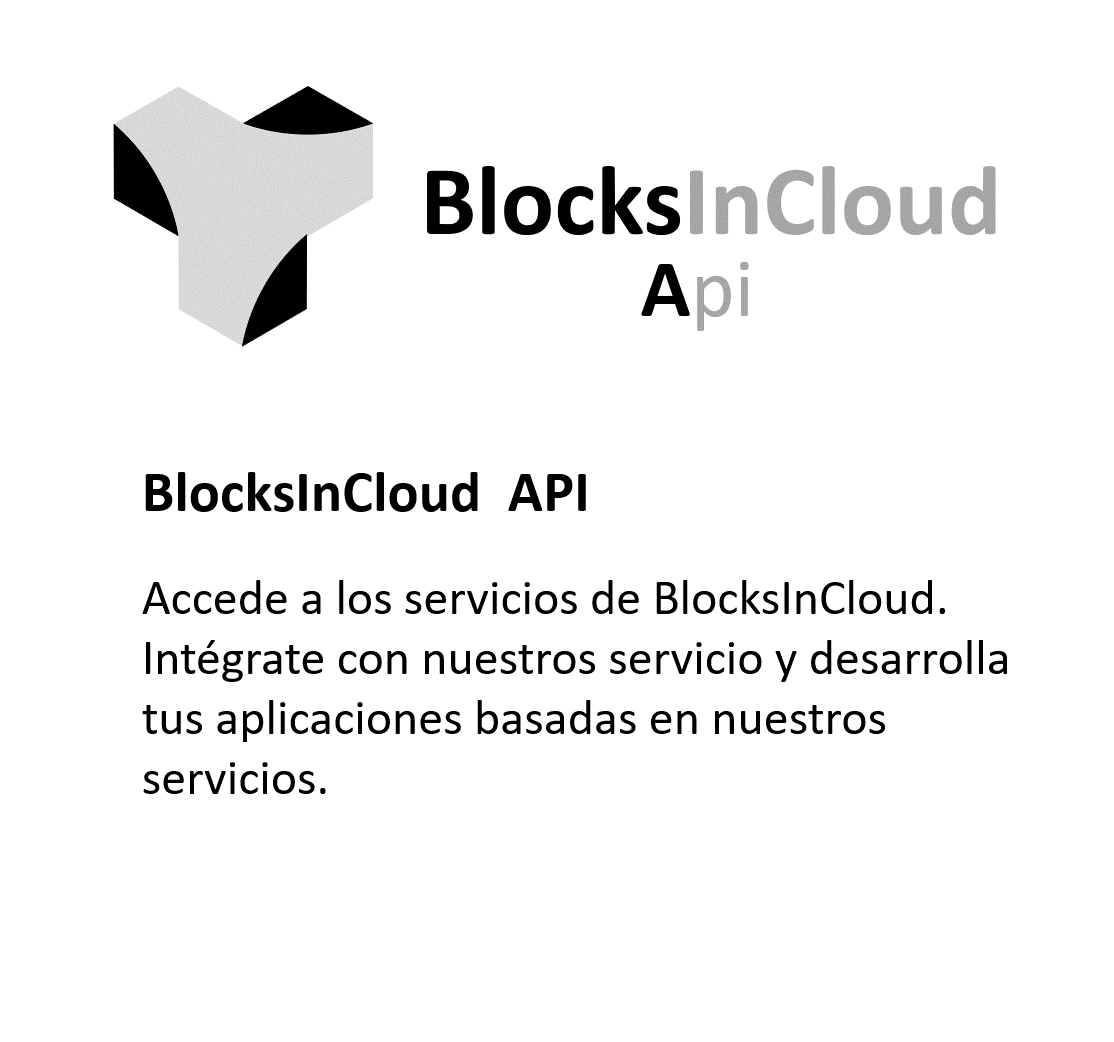 BlocksInCloud
Api
BlocksInCloud API
Accede a los servicios de BlocksInCloud.
Intégrate con nuestros servicio y desarrolla
tus aplicaciones basadas en nuestros
servicios.